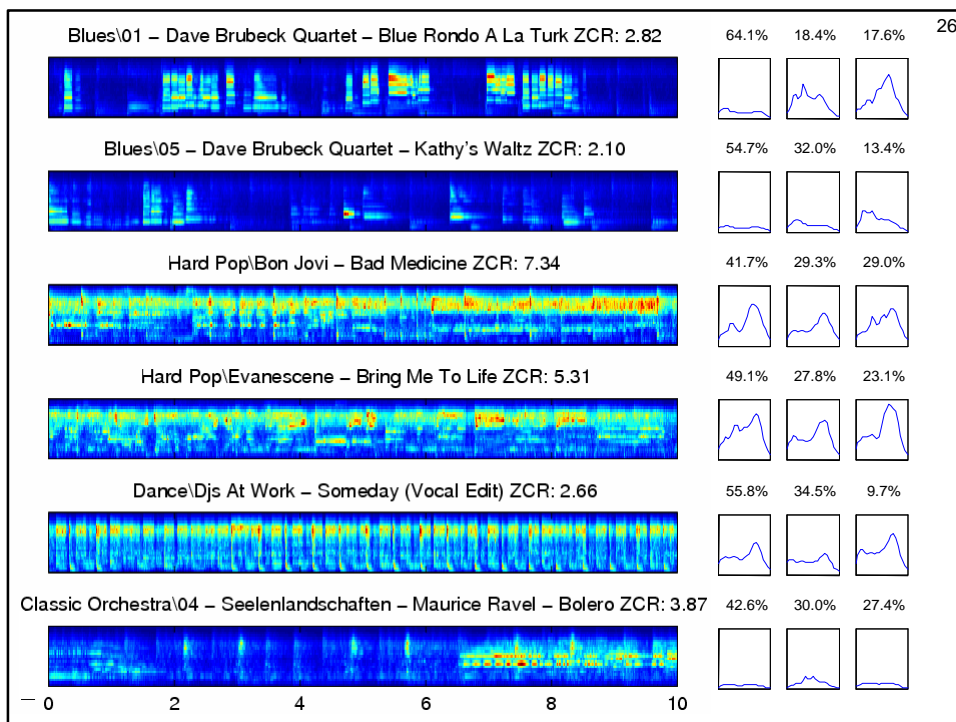 26
Blues\01 – Dave Brubeck Quartet – Blue Rondo A La Turk ZCR: 2.82 64.1% 18.4% 17.6%
Blues\05 – Dave Brubeck Quartet – Kathy's Waltz ZCR: 2.10 54.7% 32.0% 13.4%
Hard Pop\Bon Jovi – Bad Medicine ZCR: 7.34 41.7% 29.3% 29.0%
Hard Pop\Evanescene – Bring Me To Life ZCR: 5.31 49.1% 27.8% 23.1%
Dance\Djs At Work – Someday (Vocal Edit) ZCR: 2.66 55.8% 34.5% 9.7%
Classic Orchestra\04 – Seelenlandschaften – Maurice Ravel – Bolero ZCR: 3.87 42.6% 30.0% 27.4%
0 2 4 6 8 10